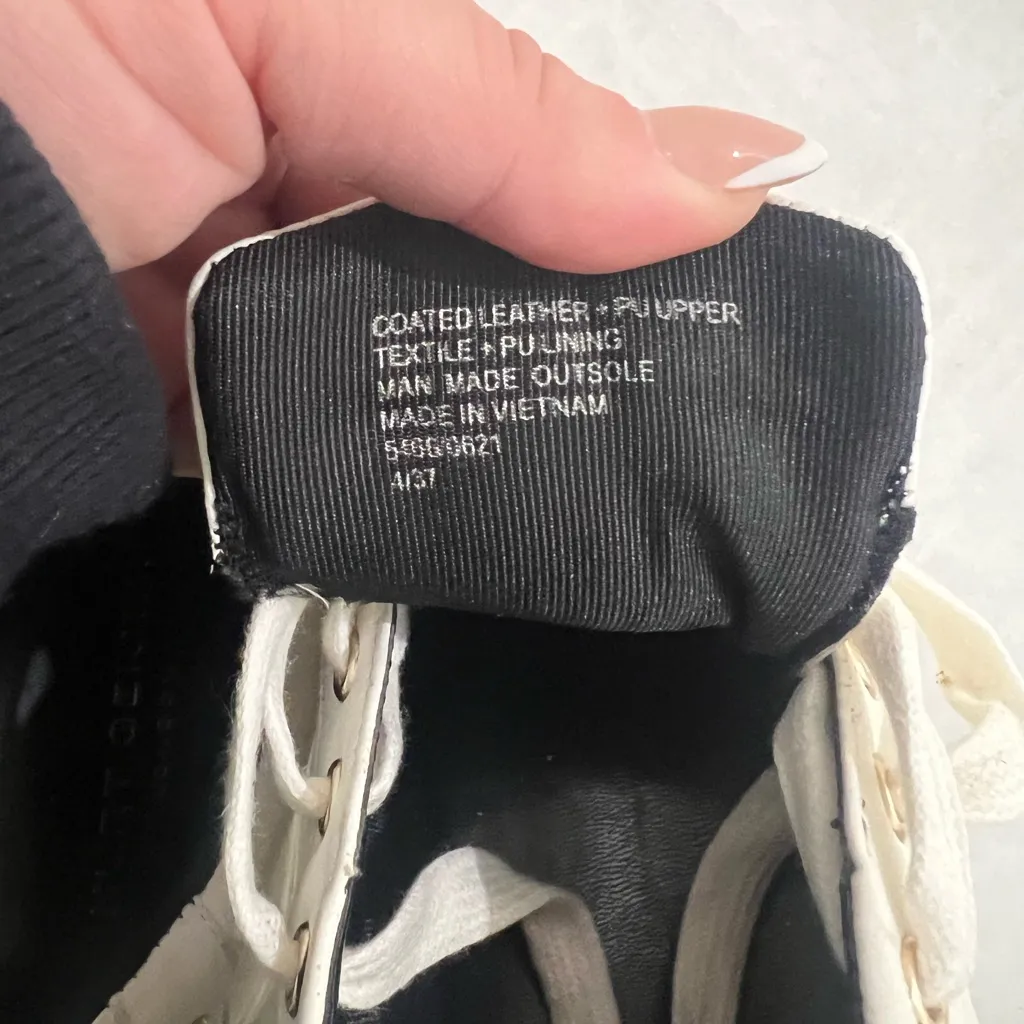 COATED LEATHER + PU UPPER
TEXTILE + PU LINING
MAN MADE OUTSOLE
MADE IN VIETNAM
4/37